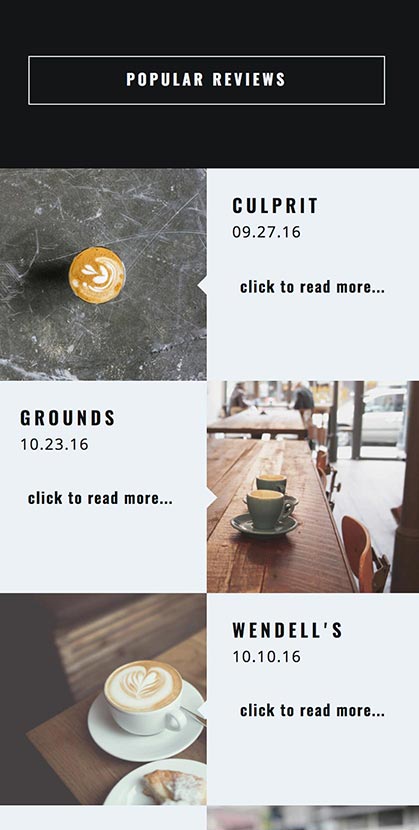 POPULAR REVIEWS
CULPRIT
09.27.16
click to read more...
GROUNDS
10.23.16
click to read more...
WENDELL'S
10.10.16
click to read more...